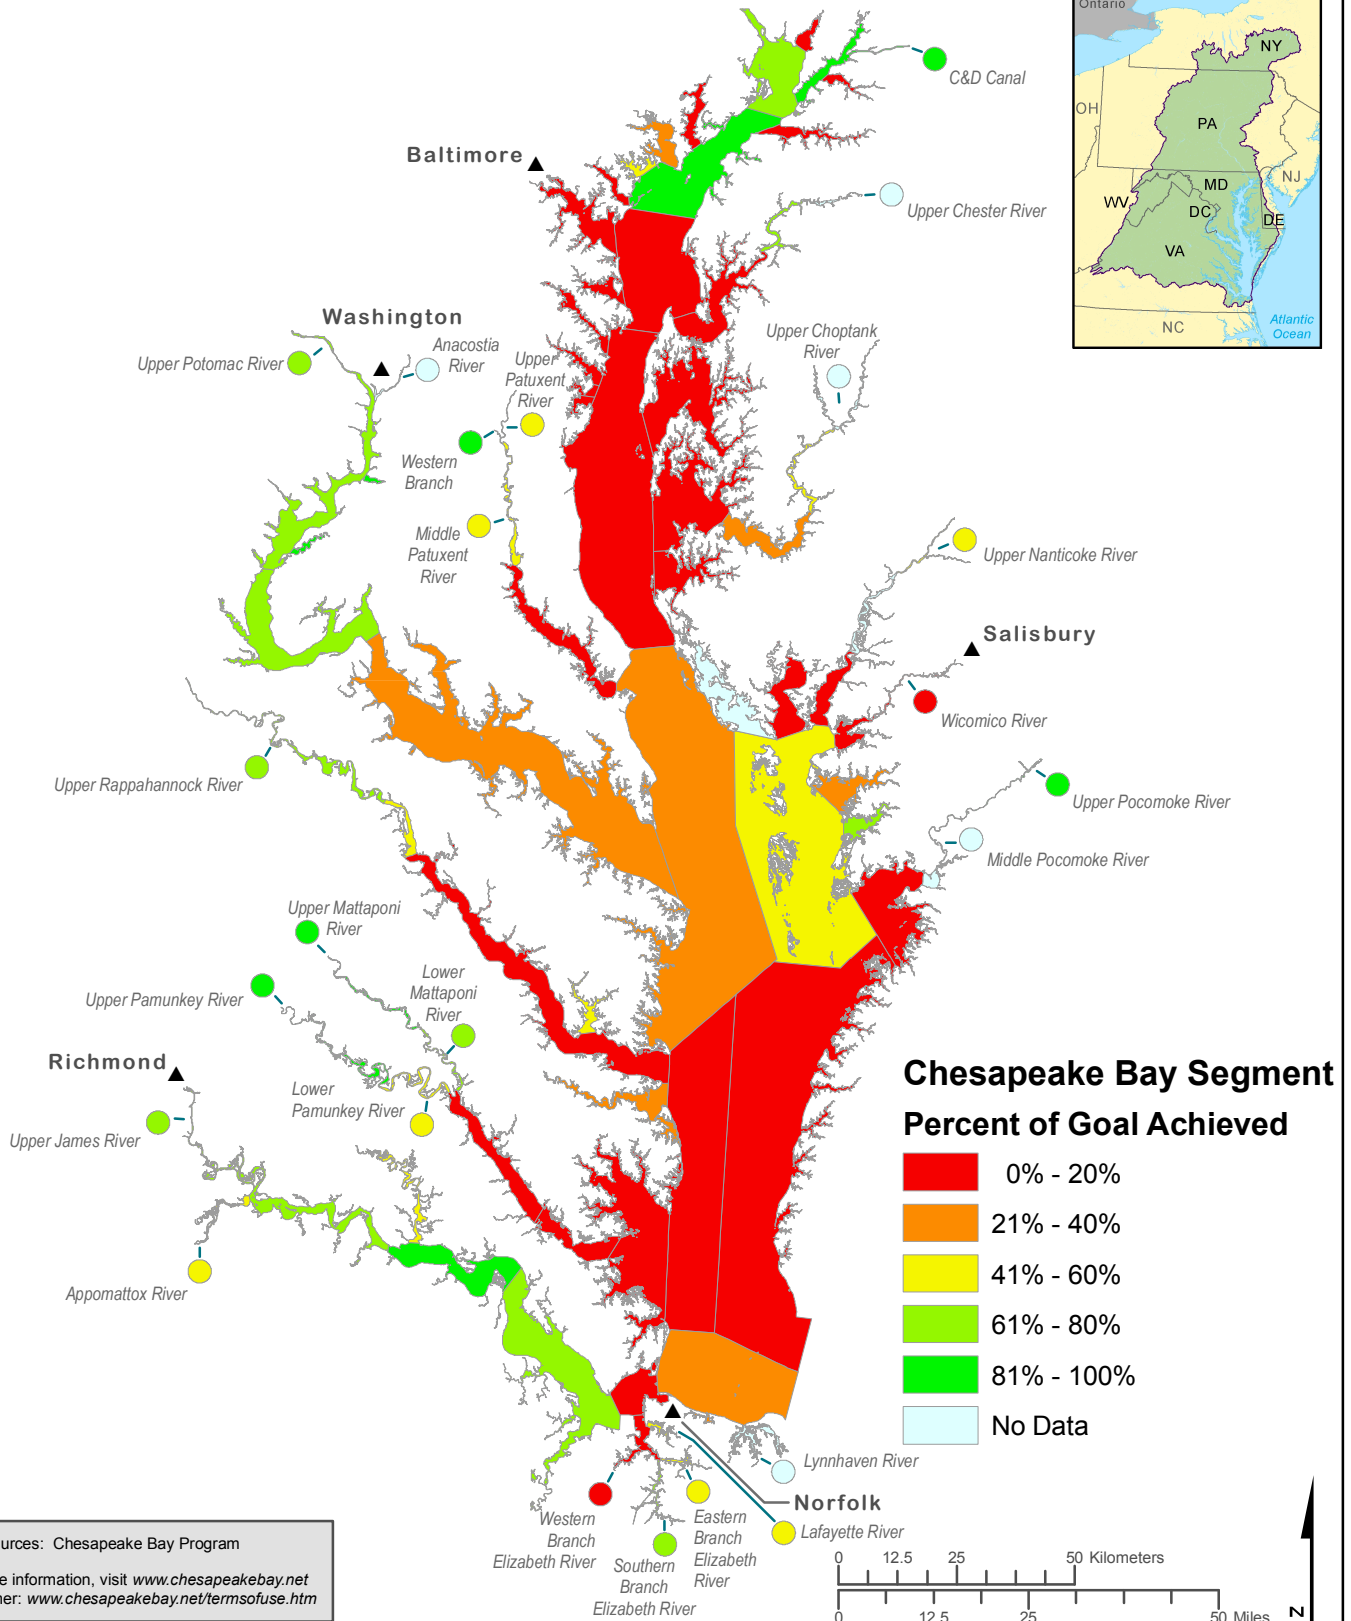 Ontario
NY
OH
PA
NJ
MD
WV
DC
DE
VA
NC
Atlantic
Ocean
C&D Canal
Baltimore
Upper Chester River
Washington
Upper Potomac River
Anacostia
River
Upper
Patuxent
River
Upper Choptank
River
Western
Branch
Middle
Patuxent
River
Upper Nanticoke River
Salisbury
Wicomico River
Upper Rappahannock River
Upper Pocomoke River
Middle Pocomoke River
Upper Mattaponi
River
Lower
Mattaponi
River
Upper Pamunkey River
Richmond
Lower
Pamunkey River
Upper James River
Appomattox River
Chesapeake Bay Segment
Percent of Goal Achieved
0% - 20%
21% - 40%
41% - 60%
61% - 80%
81% - 100%
No Data
Lynnhaven River
Norfolk
Lafayette River
Western
Branch
Elizabeth River
Southern
Branch
Elizabeth River
Eastern
Branch
Elizabeth
River
urces: Chesapeake Bay Program
e information, visit www.chesapeakebay.net
ner: www.chesapeakebay.net/termsofuse.htm
0 12.5 25 50 Kilometers
0 12.5 25 50 Miles
N